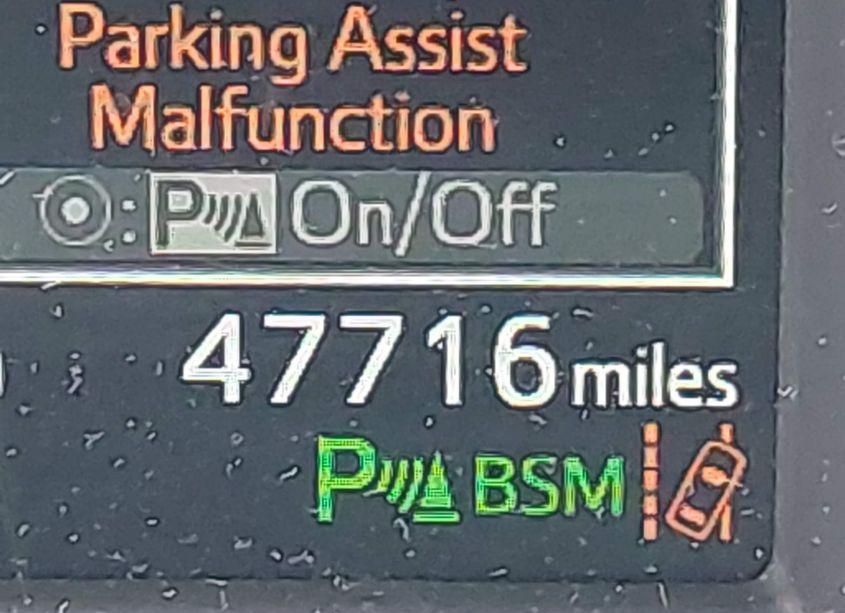 Parking Assist
Malfunction
: P On/Off
47716 miles
P BSM